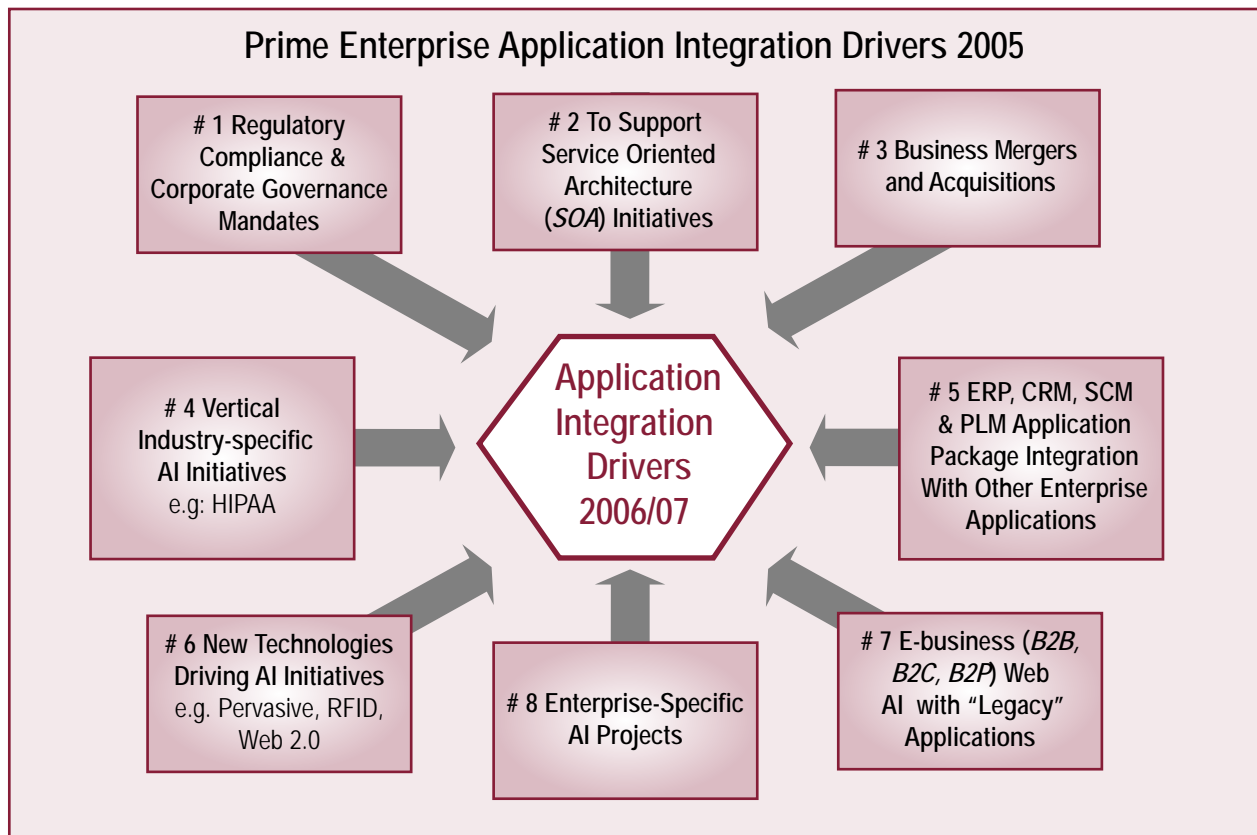 Prime Enterprise Application Integration Drivers 2005
# 1 Regulatory
Compliance &
Corporate Governance
Mandates
# 2 To Support
Service Oriented
Architecture
(SOA) Initiatives
# 3 Business Mergers
and Acquisitions
# 4 Vertical
Industry-specific
AI Initiatives
e.g: HIPAA
Application
Integration
Drivers
2006/07
# 5 ERP, CRM, SCM
& PLM Application
Package Integration
With Other Enterprise
Applications
# 6 New Technologies
Driving AI Initiatives
e.g. Pervasive, RFID,
Web 2.0
# 8 Enterprise-Specific
AI Projects
# 7 E-business (B2B,
B2C, B2P) Web
AI with “Legacy”
Applications